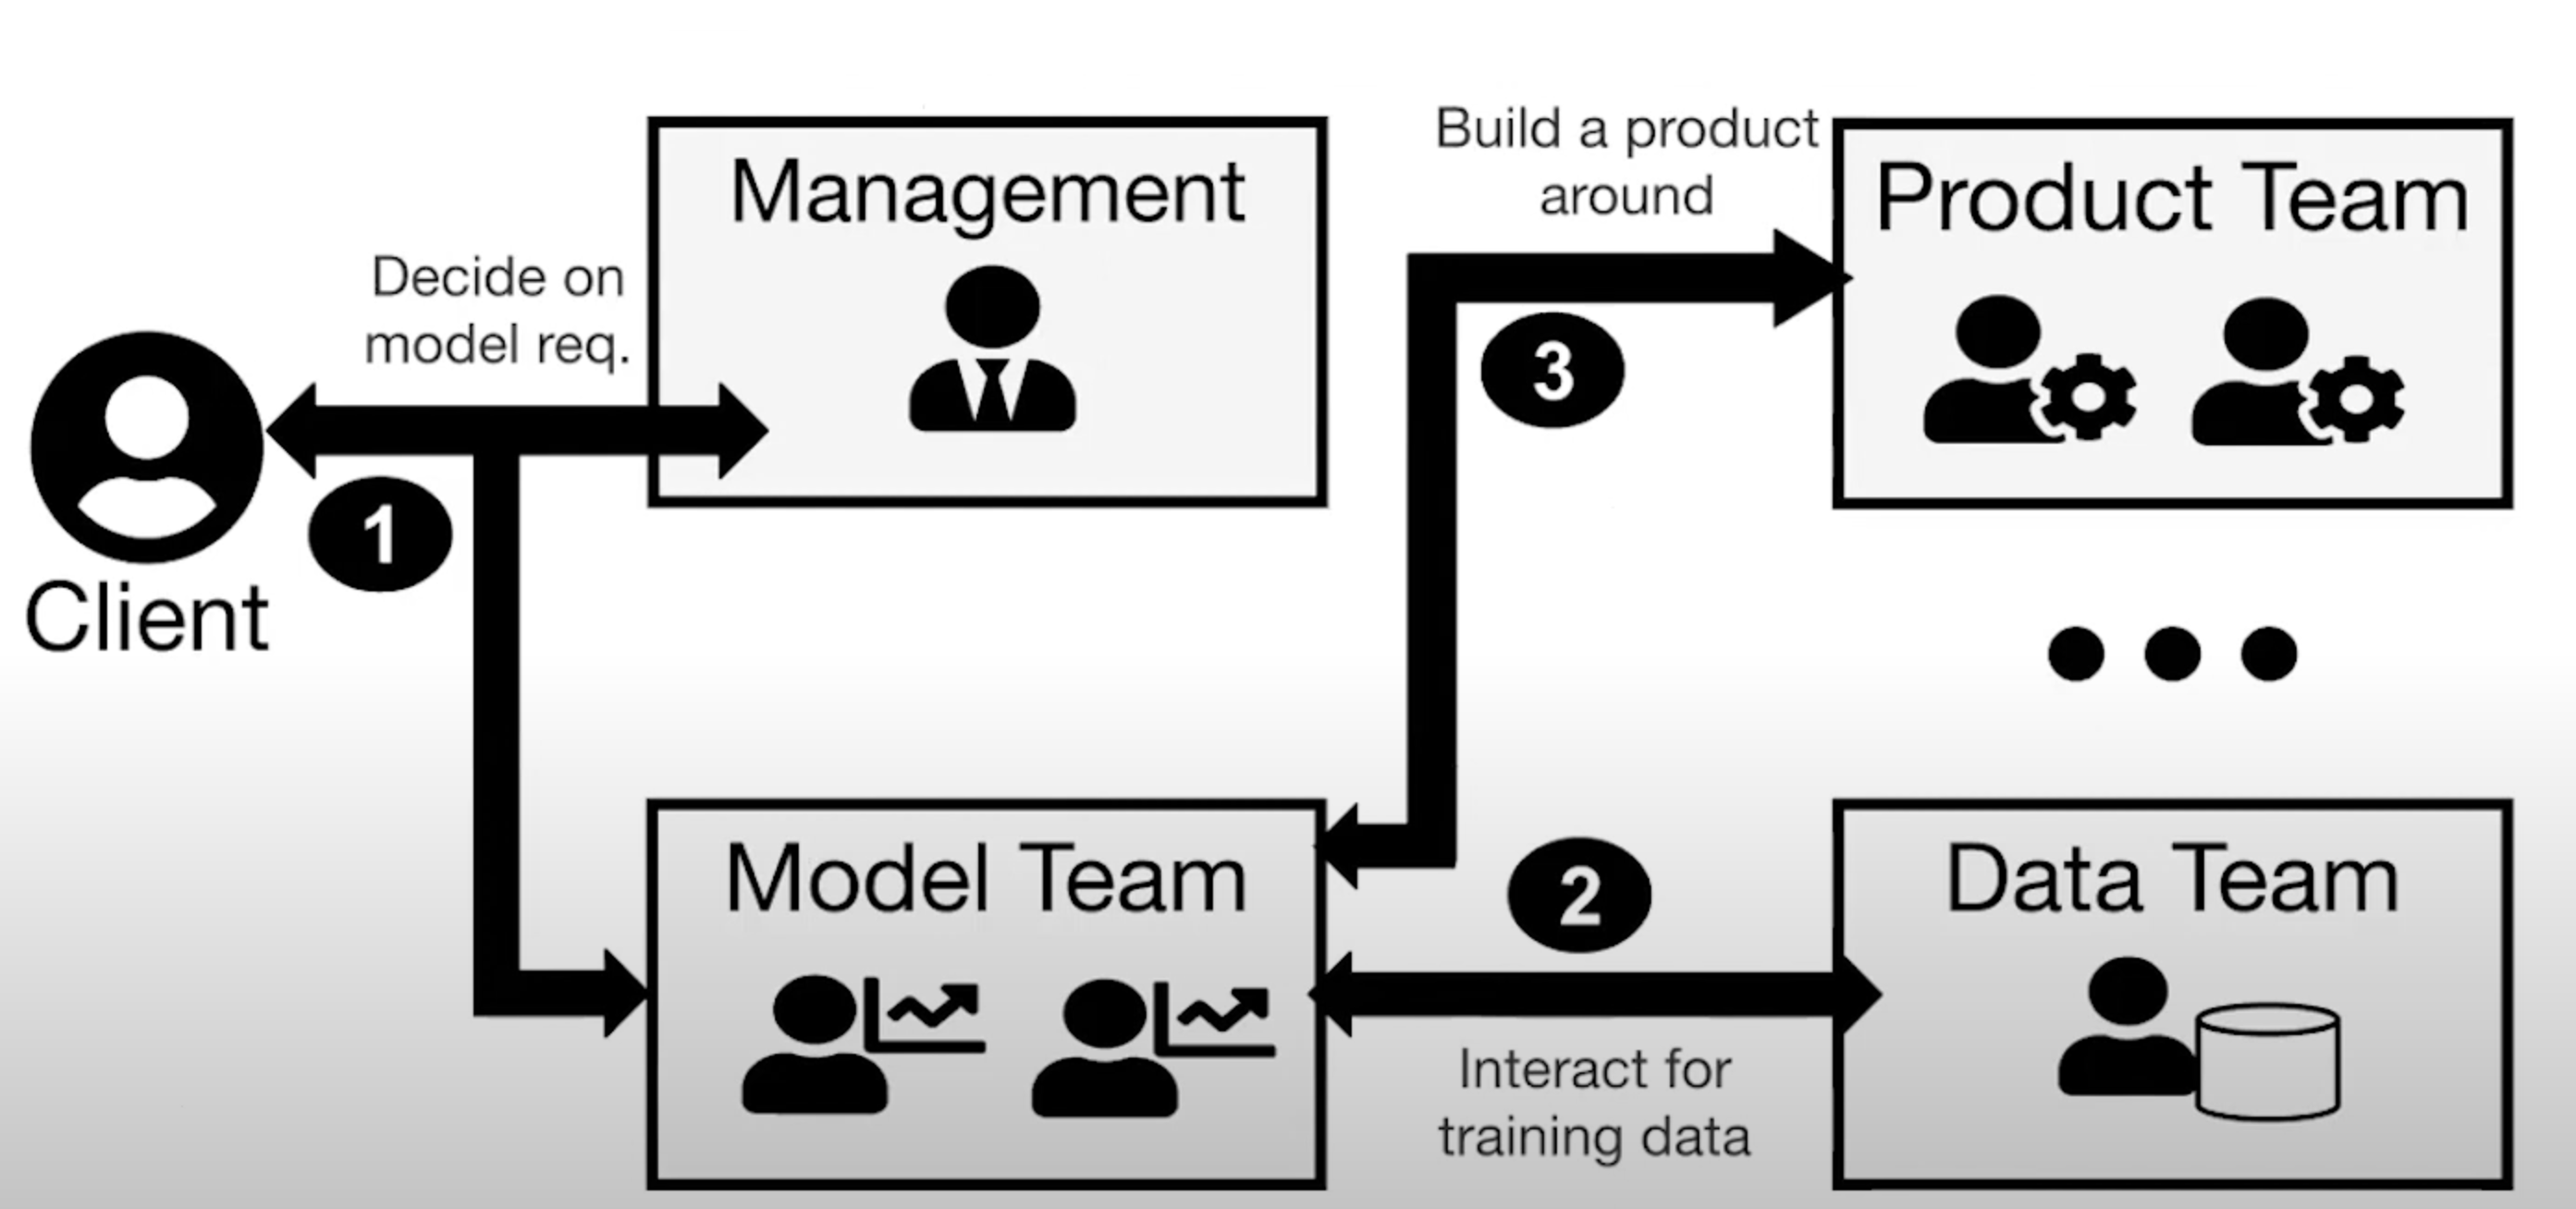 Management
Build a product
around
Product Team
Decide on
model req.
3
1
Client
Model Team
2
Data Team
Interact for
training data